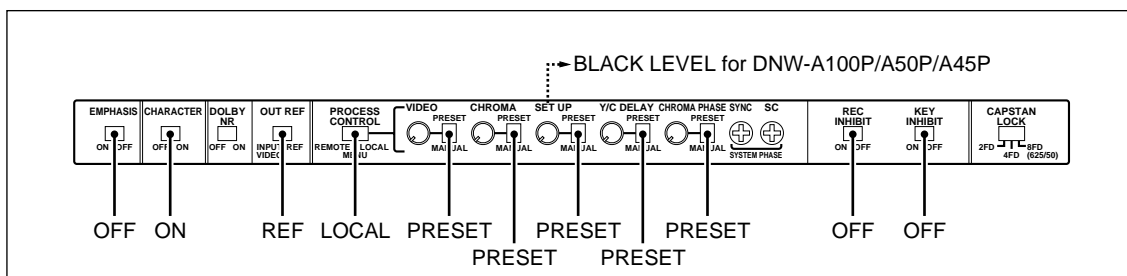 BLACK LEVEL for DNW-A100P/A50P/A45P
EMPHASIS CHARACTER DOLBY NR OUT REF PROCESS CONTROL VIDEO CHROMA SET UP Y/C DELAY CHROMA PHASE SYNC SC REC INHIBIT KEY INHIBIT CAPSTAN LOCK
PRESET PRESET PRESET PRESET PRESET
ON OFF OFF ON OFF ON INPUT VIDEO REF REMOTE MENU LOCAL MANUAL MANUAL MANUAL MANUAL MANUAL SYSTEM PHASE ON OFF ON OFF 2FD 4FD 8FD (625/50)
OFF ON REF LOCAL PRESET PRESET PRESET OFF OFF
PRESET PRESET